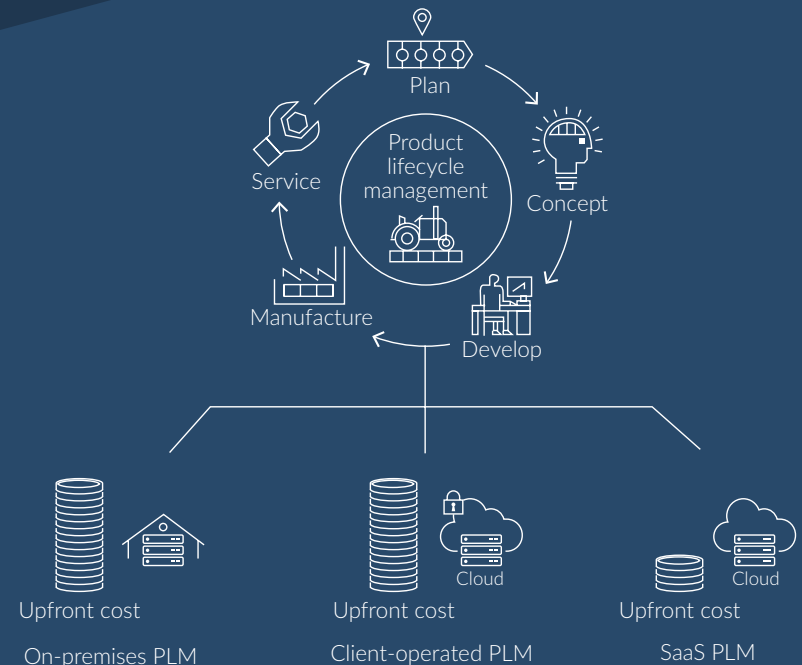 Plan
Product
lifecycle
management
Service
Concept
Manufacture
Develop
Cloud
Cloud
Upfront cost
Upfront cost
Upfront cost
On-premises PLM
Client-operated PLM
SaaS PLM